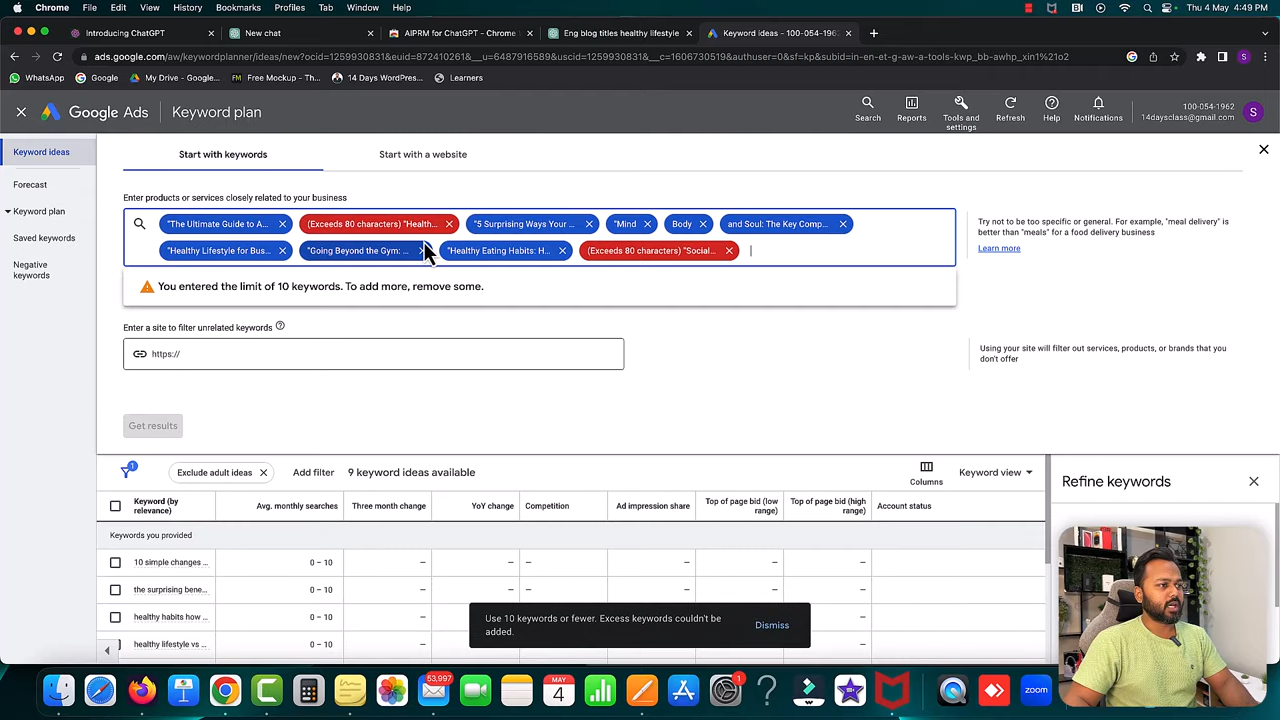 Chrome File Edit View History Bookmarks Profiles Tab Window Help Thu 4 May 4:49 PM
Introducing ChatGPT × New chat × AIPRM for ChatGPT - Chrome × Eng blog titles healthy lifestyle × Keyword ideas - 100-054-196 × +
ads.google.com/aw/keywordplanner/ideas/new?ocid=1259930831&euid=872410261&__u=6487916959&uscid=1259930831&__c=1606730519&authuser=0&sf=kp&subid=in-en-et-g-aw-a-tools-kwp_bb-awhp_xin1%21o2
WhatsApp Google My Drive - Google... Free Mockup - Th... 14 Days WordPres... Learners
Google Ads Keyword plan
Search Reports Tools and settings Refresh Help Notifications
100-054-1962
14daysclass@gmail.com
S
Keyword ideas
Forecast
Keyword plan
Saved keywords
Negative keywords
Start with keywords Start with a website
Enter products or services closely related to your business
"The Ultimate Guide to A... (Exceeds 80 characters) "Health... "5 Surprising Ways Your ... "Mind Body and Soul: The Key Comp...
"Healthy Lifestyle for Bus... "Going Beyond the Gym: ... "Healthy Eating Habits: H... (Exceeds 80 characters) "Social...
You entered the limit of 10 keywords. To add more, remove some.
Try not to be too specific or general. For example, "meal delivery" is
better than "meals" for a food delivery business
Learn more
Enter a site to filter unrelated keywords
https://
Using your site will filter out services, products, or brands that you
don't offer
Get results
1
Exclude adult ideas Add filter 9 keyword ideas available
Columns
Keyword view
Refine keywords
Keyword (by relevance) Avg. monthly searches Three month change YoY change Competition Ad impression share Top of page bid (low range) Top of page bid (high range) Account status
Keywords you provided
10 simple changes ... 0 – 10 – – – – – –
the surprising bene... 0 – 10 – – – – – –
healthy habits how ... 0 – 10 – – – – – –
healthy lifestyle vs ... 0 – 10 – – – – – –
Use 10 keywords or fewer. Excess keywords couldn't be
added.
Dismiss
53,997
MAY
4
1
zoom